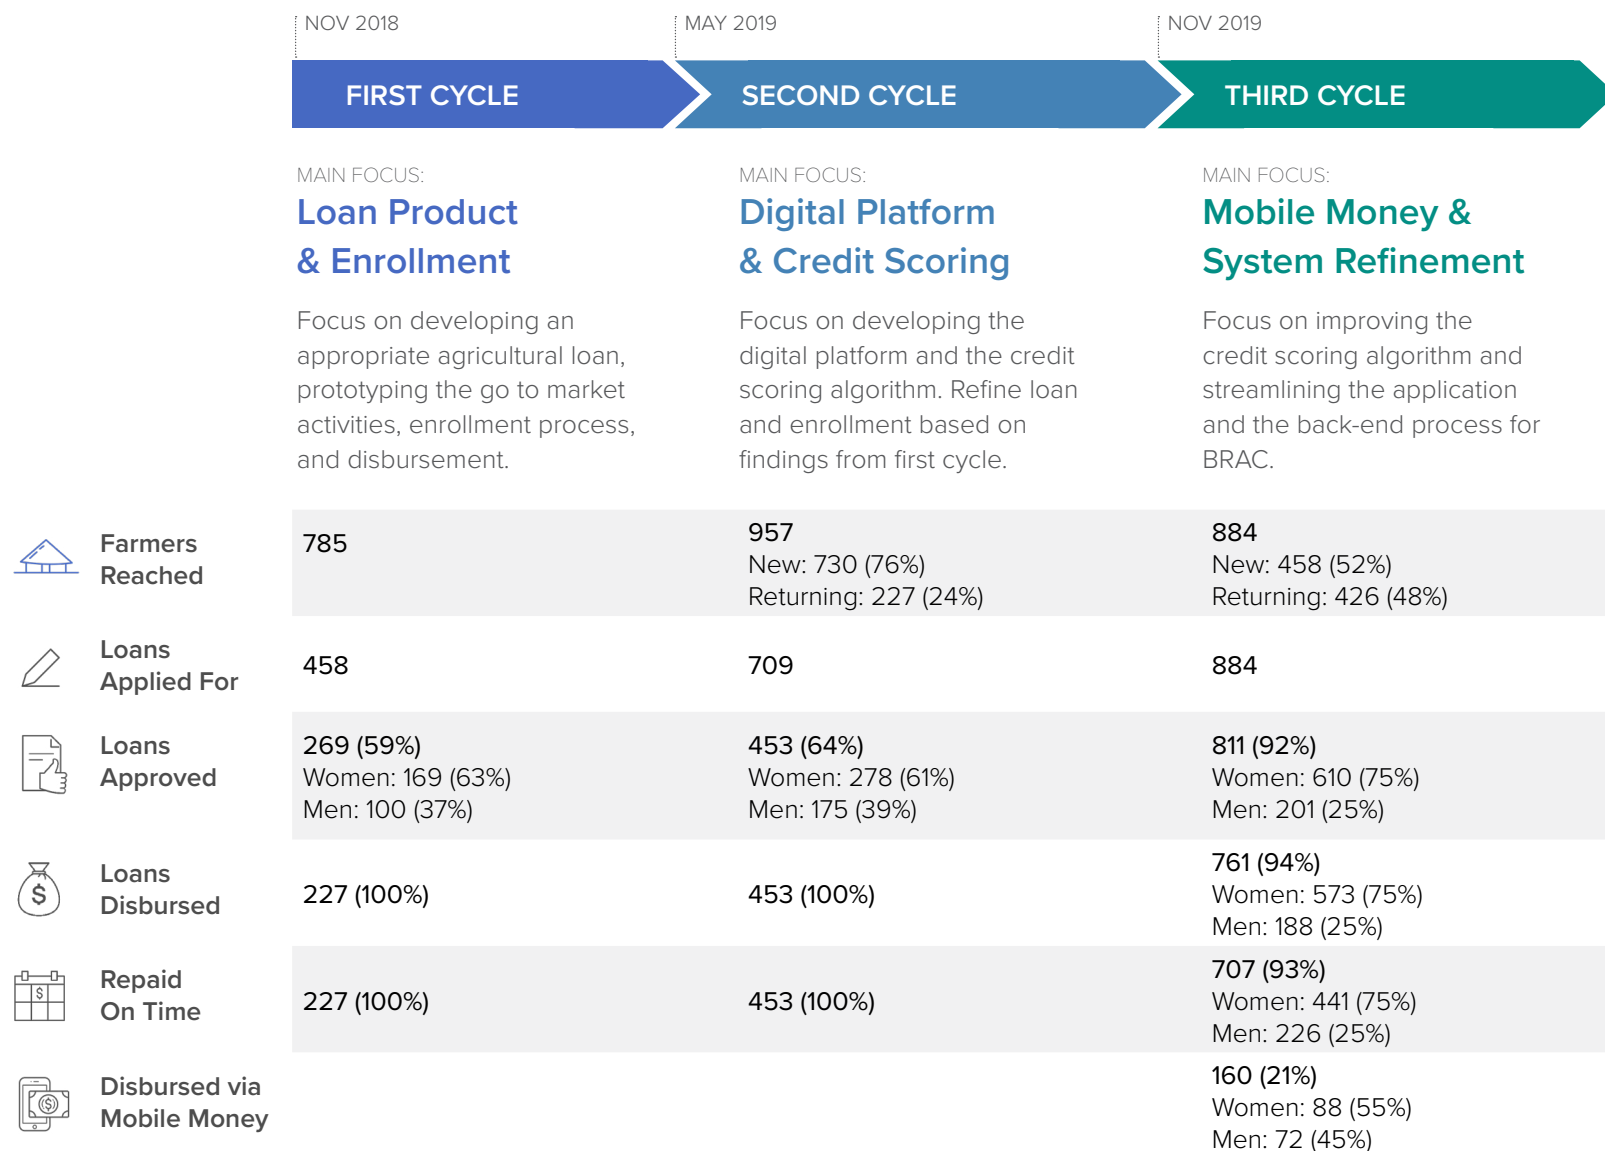 NOV 2018
MAY 2019
NOV 2019
FIRST CYCLE
SECOND CYCLE
THIRD CYCLE
MAIN FOCUS:
Loan Product
& Enrollment
Focus on developing an
appropriate agricultural loan,
prototyping the go to market
activities, enrollment process,
and disbursement.
MAIN FOCUS:
Digital Platform
& Credit Scoring
Focus on developing the
digital platform and the credit
scoring algorithm. Refine loan
and enrollment based on
findings from first cycle.
MAIN FOCUS:
Mobile Money &
System Refinement
Focus on improving the
credit scoring algorithm and
streamlining the application
and the back-end process for
BRAC.
Farmers
Reached
785
957
New: 730 (76%)
Returning: 227 (24%)
884
New: 458 (52%)
Returning: 426 (48%)
Loans
Applied For
458
709
884
Loans
Approved
269 (59%)
Women: 169 (63%)
Men: 100 (37%)
453 (64%)
Women: 278 (61%)
Men: 175 (39%)
811 (92%)
Women: 610 (75%)
Men: 201 (25%)
$
Loans
Disbursed
227 (100%)
453 (100%)
761 (94%)
Women: 573 (75%)
Men: 188 (25%)
$
Repaid
On Time
227 (100%)
453 (100%)
707 (93%)
Women: 441 (75%)
Men: 226 (25%)
$
Disbursed via
Mobile Money
160 (21%)
Women: 88 (55%)
Men: 72 (45%)